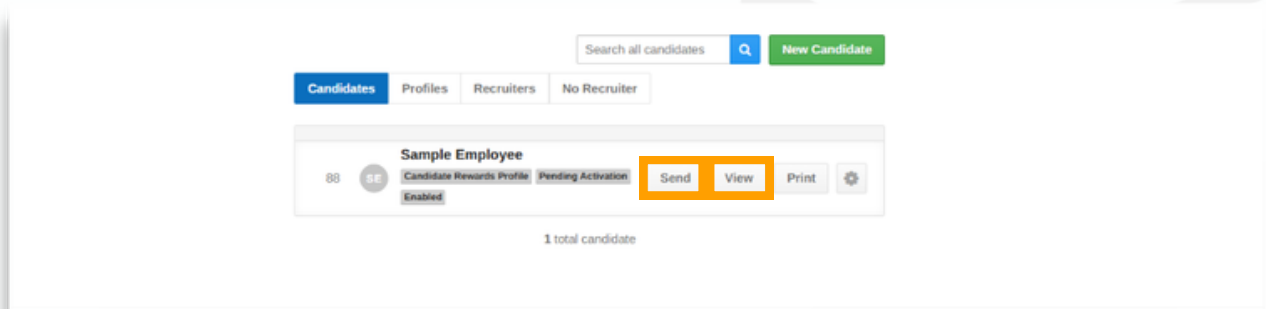 Search all candidates
New Candidate
Candidates Profiles Recruiters No Recruiter
Sample Employee
88 SE Candidate Rewards Profile Pending Activation Send View Print
Enabled
1 total candidate